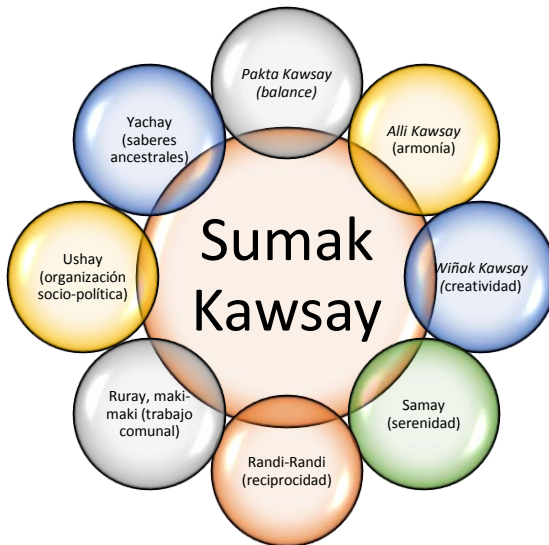 Pakta Kawsay
(balance)
Alli Kawsay
(armonía)
Wiñak Kawsay
(creatividad)
Samay
(serenidad)
Randi-Randi
(reciprocidad)
Ruray, maki-
maki (trabajo
comunal)
Ushay
(organización
socio-política)
Yachay
(saberes
ancestrales)
Sumak
Kawsay